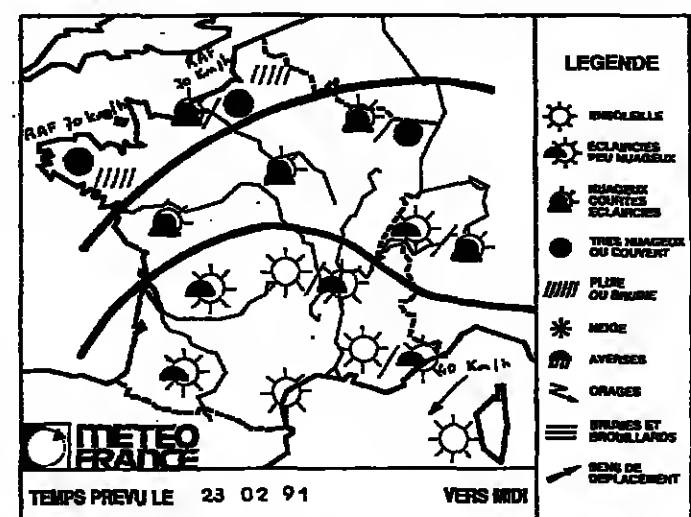 RAF
70 Km/h
RAF 70 km/h
40 Km/h
METEO
FRANCE
TEMPS PREVU LE 23 02 91 VERS MIDI
LEGENDE
ENSOLEILLE
ECLAIRCIES
PEU NUAGEUX
NUAGEUX
COURTES
ECLAIRCIES
TRES NUAGEUX
OU COUVERT
PLUIE
OU BRUINE
NEIGE
AVERSES
ORAGES
BRUMES ET
BROUILLARDS
SENS DE
DEPLACEMENT